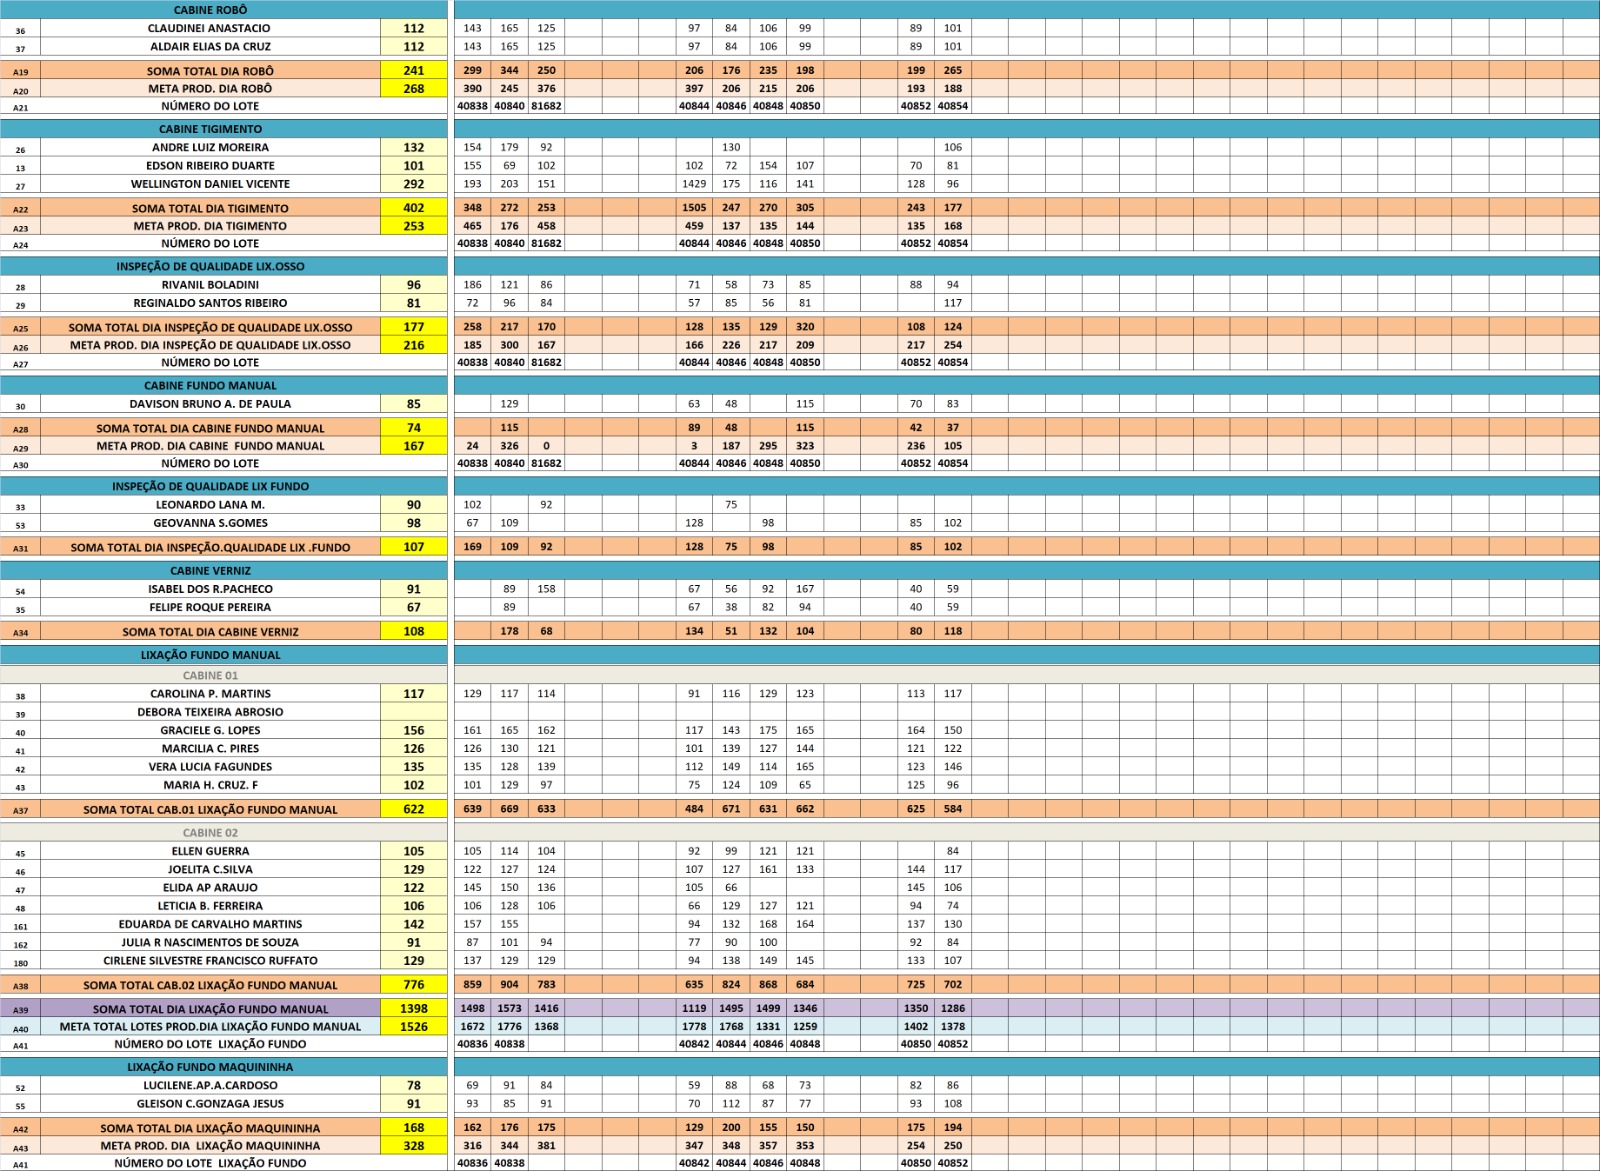 CABINE ROBÔ
36 CLAUDINEI ANASTACIO 112 143 165 125 97 84 106 99 89 101
37 ALDAIR ELIAS DA CRUZ 112 143 165 125 97 84 106 99 89 101
A19 SOMA TOTAL DIA ROBÔ 241 299 344 250 206 176 235 198 199 265
A20 META PROD. DIA ROBÔ 268 390 245 376 397 206 215 206 193 188
A21 NÚMERO DO LOTE 40838 40840 81682 40844 40846 40848 40850 40852 40854
CABINE TIGIMENTO
26 ANDRE LUIZ MOREIRA 132 154 179 92 130 106
13 EDSON RIBEIRO DUARTE 101 155 69 102 102 72 154 107 70 81
27 WELLINGTON DANIEL VICENTE 292 193 203 151 1429 175 116 141 128 96
A22 SOMA TOTAL DIA TIGIMENTO 402 348 272 253 1505 247 270 305 243 177
A23 META PROD. DIA TIGIMENTO 253 465 176 458 459 137 135 144 135 168
A24 NÚMERO DO LOTE 40838 40840 81682 40844 40846 40848 40850 40852 40854
INSPEÇÃO DE QUALIDADE LIX.OSSO
28 RIVANIL BOLADINI 96 186 121 86 71 58 73 85 88 94
29 REGINALDO SANTOS RIBEIRO 81 72 96 84 57 85 56 81 117
A25 SOMA TOTAL DIA INSPEÇÃO DE QUALIDADE LIX.OSSO 177 258 217 170 128 135 129 320 108 124
A26 META PROD. DIA INSPEÇÃO DE QUALIDADE LIX.OSSO 216 185 300 167 166 226 217 209 217 254
A27 NÚMERO DO LOTE 40838 40840 81682 40844 40846 40848 40850 40852 40854
CABINE FUNDO MANUAL
30 DAVISON BRUNO A. DE PAULA 85 129 63 48 115 70 83
A28 SOMA TOTAL DIA CABINE FUNDO MANUAL 74 115 89 48 115 42 37
A29 META PROD. DIA CABINE FUNDO MANUAL 167 24 326 0 3 187 295 323 236 105
A30 NÚMERO DO LOTE 40838 40840 81682 40844 40846 40848 40850 40852 40854
INSPEÇÃO DE QUALIDADE LIX FUNDO
33 LEONARDO LANA M. 90 102 92 75
53 GEOVANNA S.GOMES 98 67 109 128 98 85 102
A31 SOMA TOTAL DIA INSPEÇÃO.QUALIDADE LIX .FUNDO 107 169 109 92 128 75 98 85 102
CABINE VERNIZ
54 ISABEL DOS R.PACHECO 91 89 158 67 56 92 167 40 59
35 FELIPE ROQUE PEREIRA 67 89 67 38 82 94 40 59
A34 SOMA TOTAL DIA CABINE VERNIZ 108 178 68 134 51 132 104 80 118
LIXAÇÃO FUNDO MANUAL
CABINE 01
38 CAROLINA P. MARTINS 117 129 117 114 91 116 129 123 113 117
39 DEBORA TEIXEIRA ABROSIO
40 GRACIELE G. LOPES 156 161 165 162 117 143 175 165 164 150
41 MARCILIA C. PIRES 126 126 130 121 101 139 127 144 121 122
42 VERA LUCIA FAGUNDES 135 135 128 139 112 149 114 165 123 146
43 MARIA H. CRUZ. F 102 101 129 97 75 124 109 65 125 96
A37 SOMA TOTAL CAB.01 LIXAÇÃO FUNDO MANUAL 622 639 669 633 484 671 631 662 625 584
CABINE 02
45 ELLEN GUERRA 105 105 114 104 92 99 121 121 84
46 JOELITA C.SILVA 129 122 127 124 107 127 161 133 144 117
47 ELIDA AP ARAUJO 122 145 150 136 105 66 145 106
48 LETICIA B. FERREIRA 106 106 128 106 66 129 127 121 94 74
161 EDUARDA DE CARVALHO MARTINS 142 157 155 94 132 168 164 137 130
162 JULIA R NASCIMENTOS DE SOUZA 91 87 101 94 77 90 100 92 84
180 CIRLENE SILVESTRE FRANCISCO RUFFATO 129 137 129 129 94 138 149 145 133 107
A38 SOMA TOTAL CAB.02 LIXAÇÃO FUNDO MANUAL 776 859 904 783 635 824 868 684 725 702
A39 SOMA TOTAL DIA LIXAÇÃO FUNDO MANUAL 1398 1498 1573 1416 1119 1495 1499 1346 1350 1286
A40 META TOTAL LOTES PROD.DIA LIXAÇÃO FUNDO MANUAL 1526 1672 1776 1368 1778 1768 1331 1259 1402 1378
A41 NÚMERO DO LOTE LIXAÇÃO FUNDO 40836 40838 40842 40844 40846 40848 40850 40852
LIXAÇÃO FUNDO MAQUININHA
52 LUCILENE.AP.A.CARDOSO 78 69 91 84 59 88 68 73 82 86
55 GLEISON C.GONZAGA JESUS 91 93 85 91 70 112 87 77 93 108
A42 SOMA TOTAL DIA LIXAÇÃO MAQUININHA 168 162 176 175 129 200 155 150 175 194
A43 META PROD. DIA LIXAÇÃO MAQUININHA 328 316 344 381 347 348 357 353 254 250
A41 NÚMERO DO LOTE LIXAÇÃO FUNDO 40836 40838 40842 40844 40846 40848 40850 40852